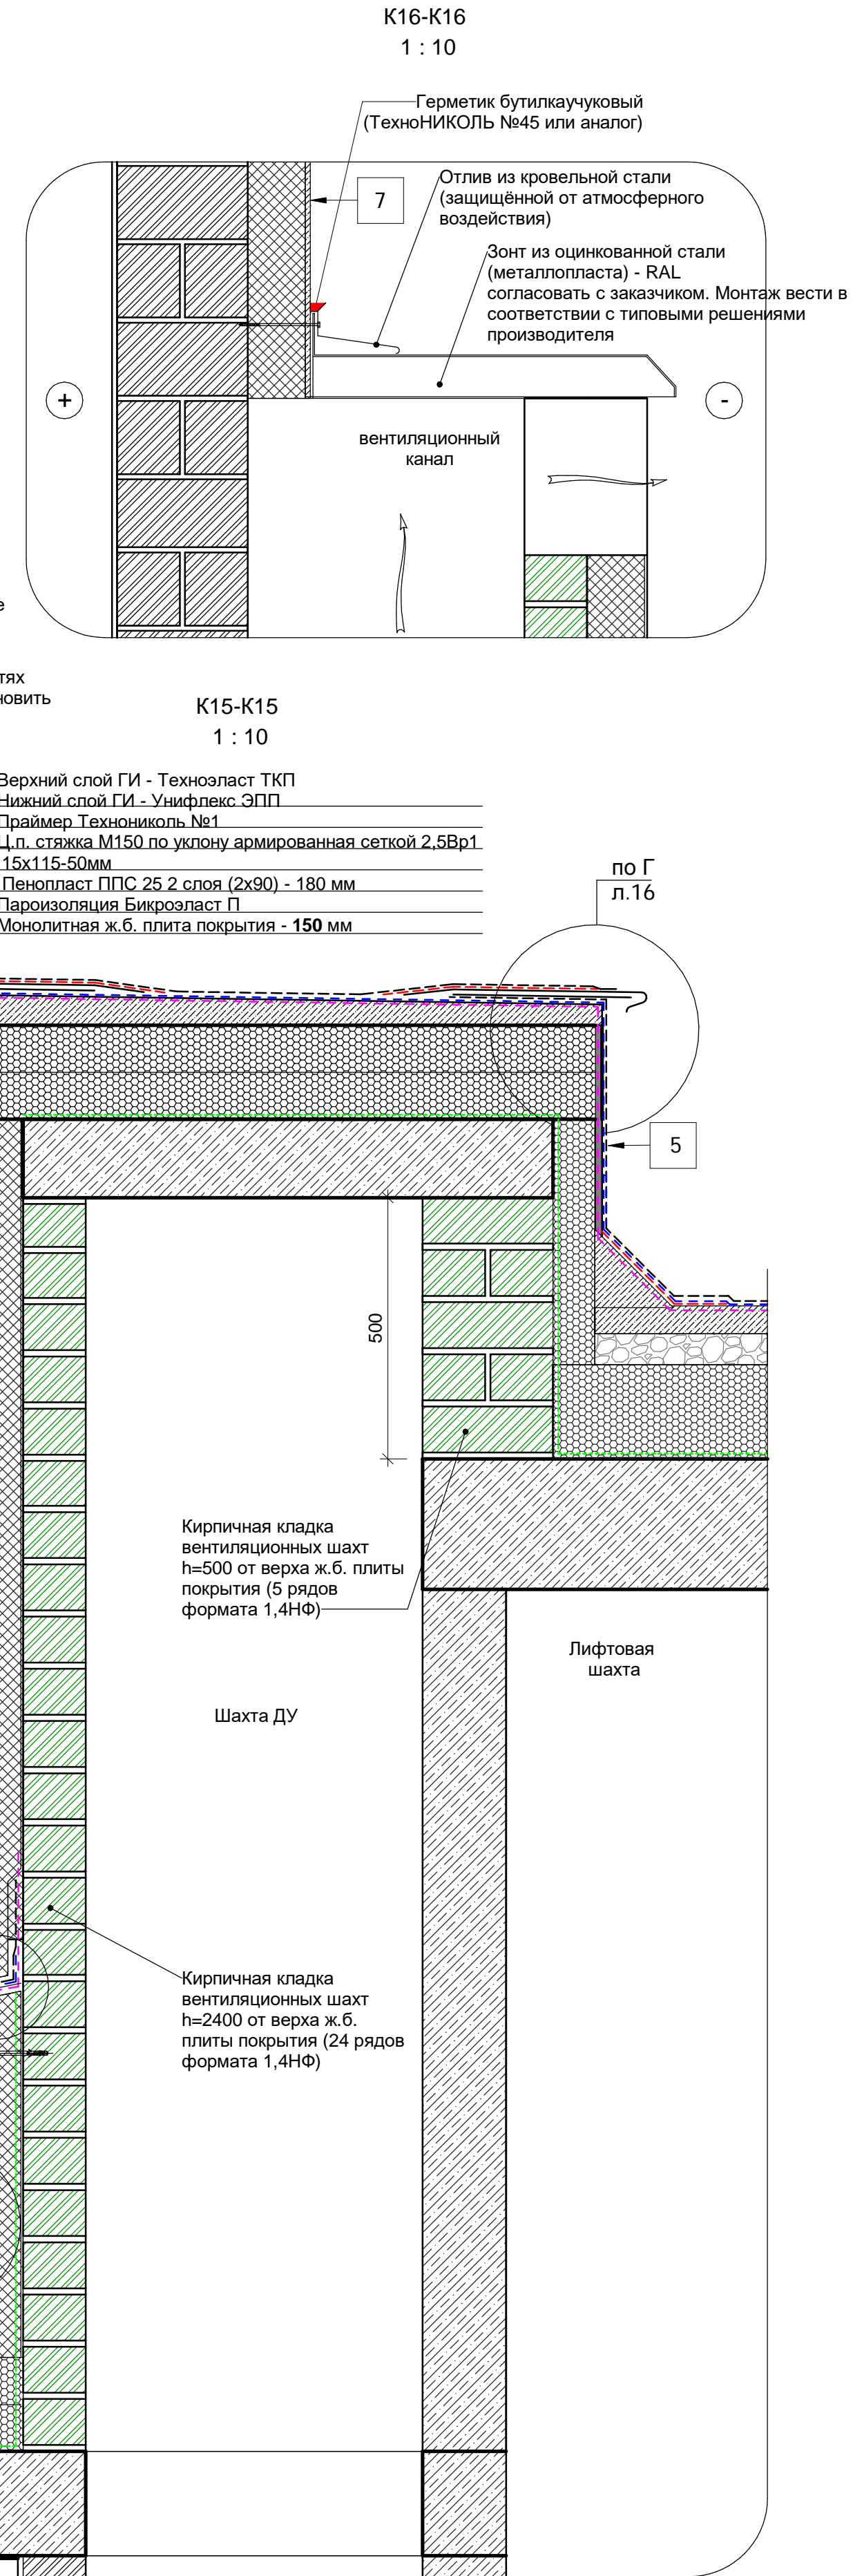 К16-К16
1 : 10
Герметик бутилкаучуковый
(ТехноНИКОЛЬ №45 или аналог)
7
Отлив из кровельной стали
(защищённой от атмосферного
воздействия)
Зонт из оцинкованной стали
(металлопласта) - RAL
согласовать с заказчиком. Монтаж вести в
соответствии с типовыми решениями
производителя
+
-
вентиляционный
канал
е
тях
новить
К15-К15
1 : 10
Верхний слой ГИ - Техноэласт ТКП
Нижний слой ГИ - Унифлекс ЭПП
Праймер Технониколь №1
Ц.п. стяжка М150 по уклону армированная сеткой 2,5Вр1
15х115-50мм
Пенопласт ППС 25 2 слоя (2х90) - 180 мм
Пароизоляция Бикроэласт П
Монолитная ж.б. плита покрытия - 150 мм
по Г
л.16
5
500
Кирпичная кладка
вентиляционных шахт
h=500 от верха ж.б. плиты
покрытия (5 рядов
формата 1,4НФ)
Лифтовая
шахта
Шахта ДУ
Кирпичная кладка
вентиляционных шахт
h=2400 от верха ж.б.
плиты покрытия (24 рядов
формата 1,4НФ)